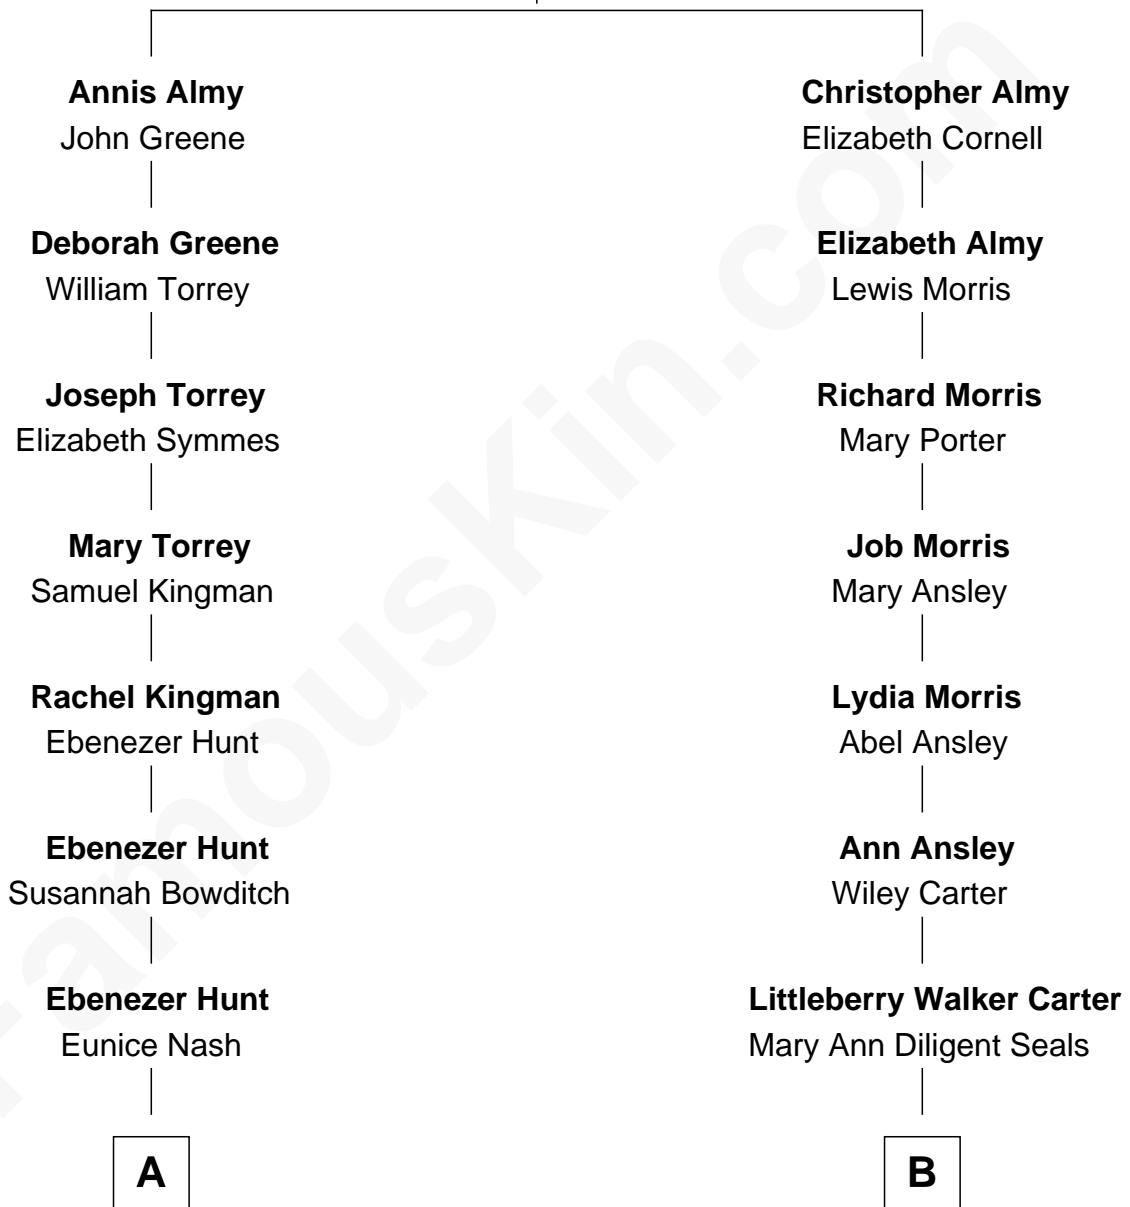 Annis Almy
John Greene
Deborah Greene
William Torrey
Joseph Torrey
Elizabeth Symmes
Mary Torrey
Samuel Kingman
Rachel Kingman
Ebenezer Hunt
Ebenezer Hunt
Susannah Bowditch
Ebenezer Hunt
Eunice Nash
A
Christopher Almy
Elizabeth Cornell
Elizabeth Almy
Lewis Morris
Richard Morris
Mary Porter
Job Morris
Mary Ansley
Lydia Morris
Abel Ansley
Ann Ansley
Wiley Carter
Littleberry Walker Carter
Mary Ann Diligent Seals
B
FamousKin.com